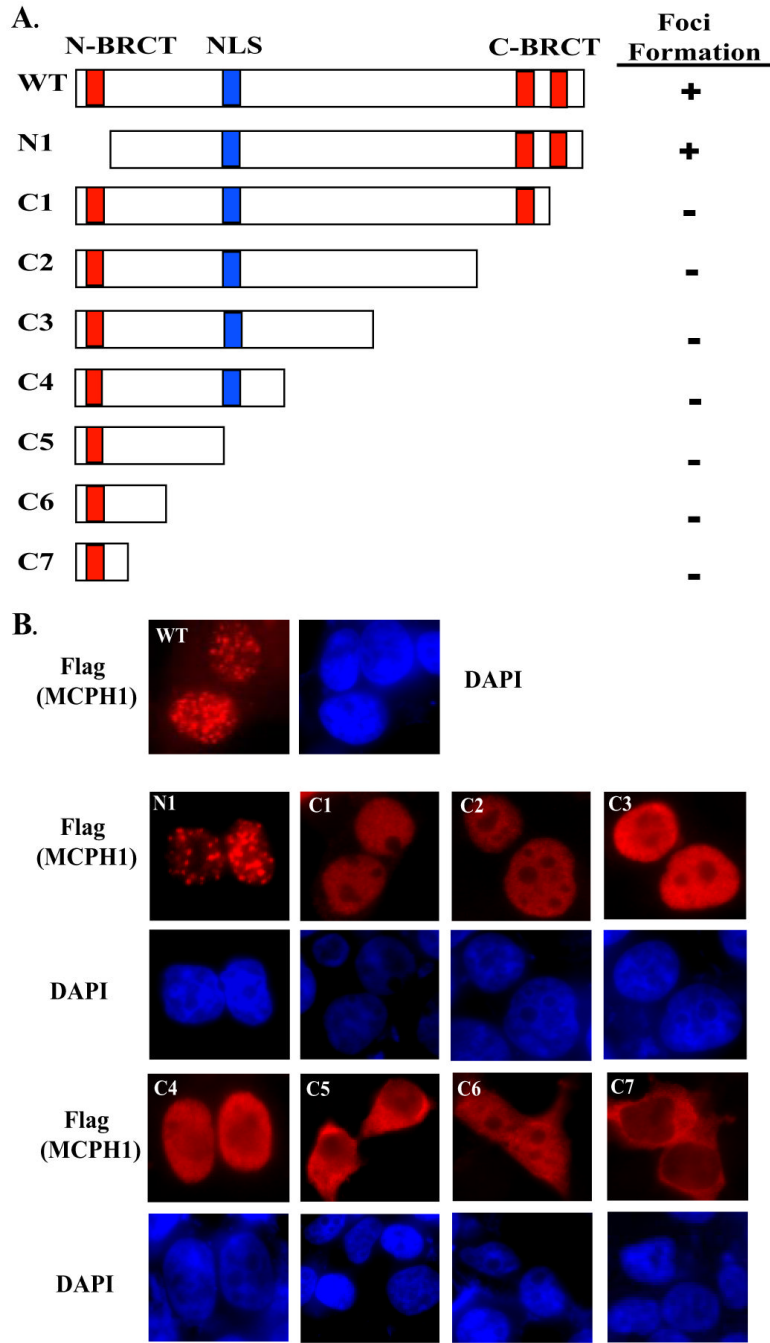 A.
Foci
Formation
N-BRCT NLS C-BRCT
WT +
N1 +
C1 -
C2 -
C3 -
C4 -
C5 -
C6 -
C7 -
B.
WT
Flag
(MCPH1)
DAPI
N1 C1 C2 C3
Flag
(MCPH1)
DAPI
C4 C5 C6 C7
Flag
(MCPH1)
DAPI